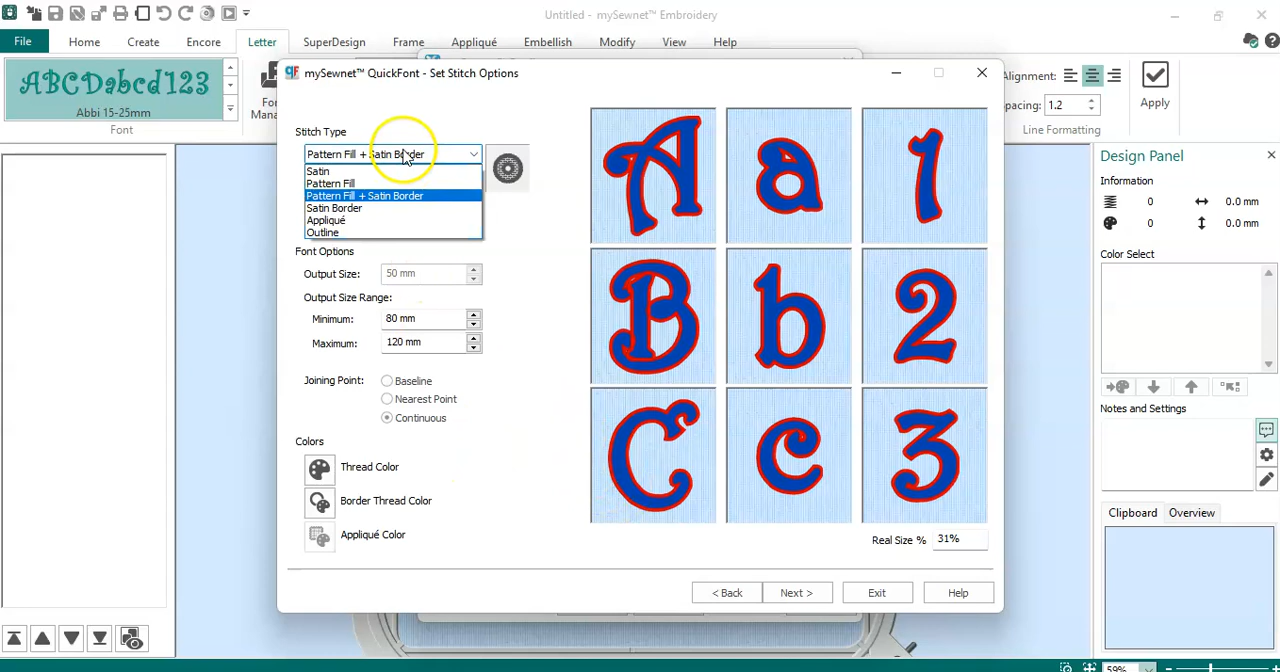 Untitled - mySewnet™ Embroidery
File Home Create Encore Letter SuperDesign Frame Appliqué Embellish Modify View Help
ABCDabcd123
Abbi 15-25mm
Font
For
Mana
mySewnet™ QuickFont - Set Stitch Options
Alignment:
pacing: 1.2
Line Formatting
Apply
Stitch Type
Pattern Fill + Satin Border
Satin
Pattern Fill
Pattern Fill + Satin Border
Satin Border
Appliqué
Outline
Font Options
Output Size: 50 mm
Output Size Range:
Minimum: 80 mm
Maximum: 120 mm
Joining Point: Baseline
Nearest Point
Continuous
Colors
Thread Color
Border Thread Color
Appliqué Color
A a 1
B b 2
C c 3
Real Size % 31%
< Back Next > Exit Help
Design Panel
Information
0 0.0 mm
0 0.0 mm
Color Select
Notes and Settings
Clipboard Overview
59%